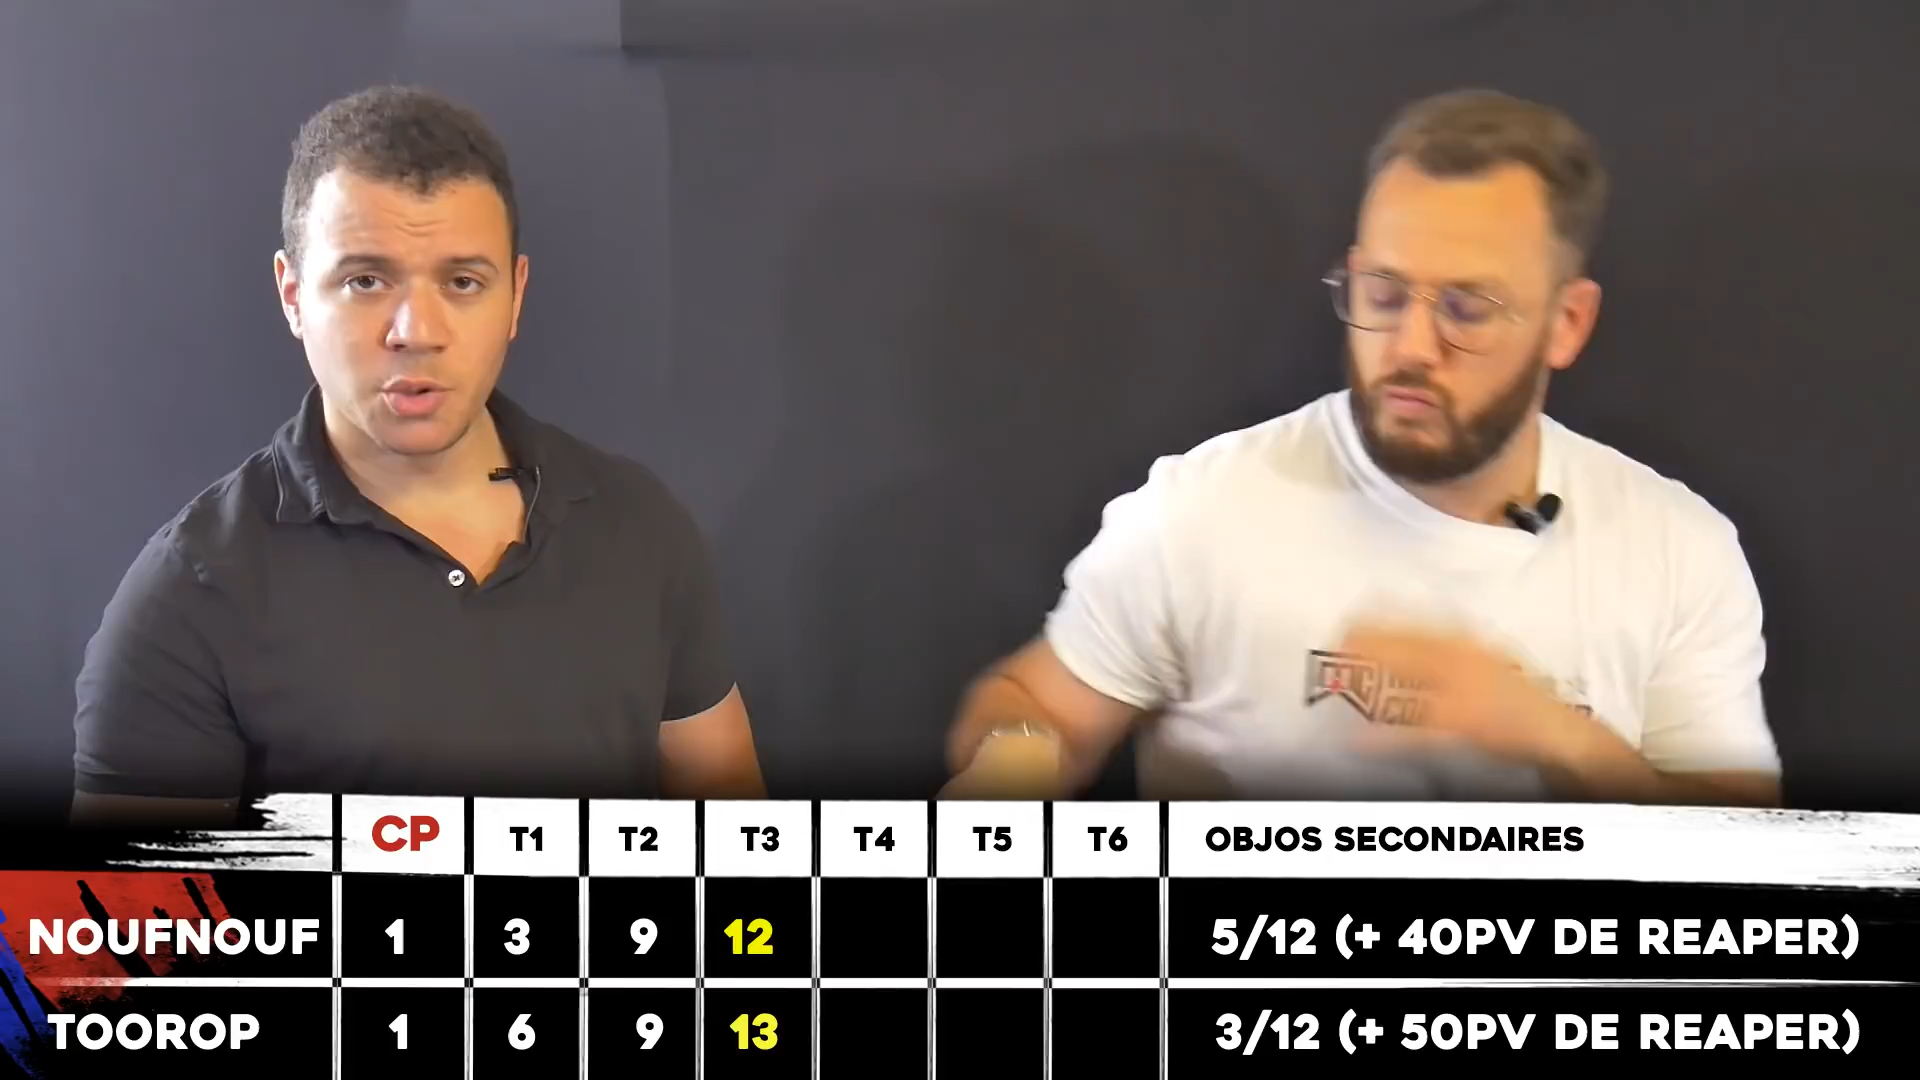 CP T1 T2 T3 T4 T5 T6 OBJOS SECONDAIRES
NOUFNOUF 1 3 9 12 5/12 (+ 40PV DE REAPER)
TOOROP 1 6 9 13 3/12 (+ 50PV DE REAPER)